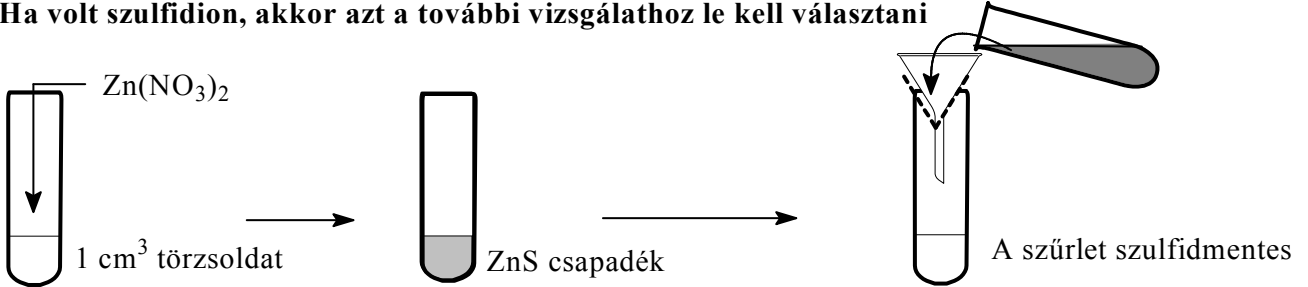 Ha volt szulfidion, akkor azt a további vizsgálathoz le kell választani
Zn(NO₃)₂
1 cm³ törzsoldat
ZnS csapadék
A szűrlet szulfidmentes